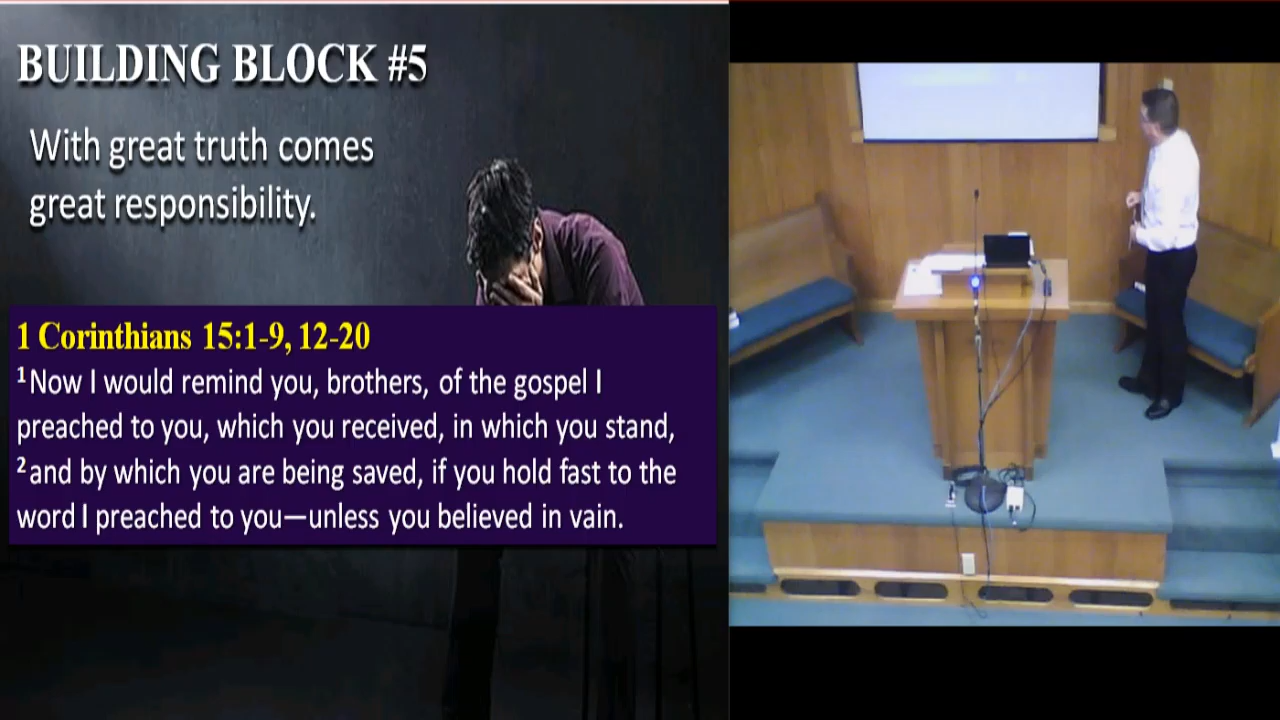 BUILDING BLOCK #5
With great truth comes
great responsibility.
1 Corinthians 15:1-9, 12-20
¹Now I would remind you, brothers, of the gospel I
preached to you, which you received, in which you stand,
²and by which you are being saved, if you hold fast to the
word I preached to you—unless you believed in vain.